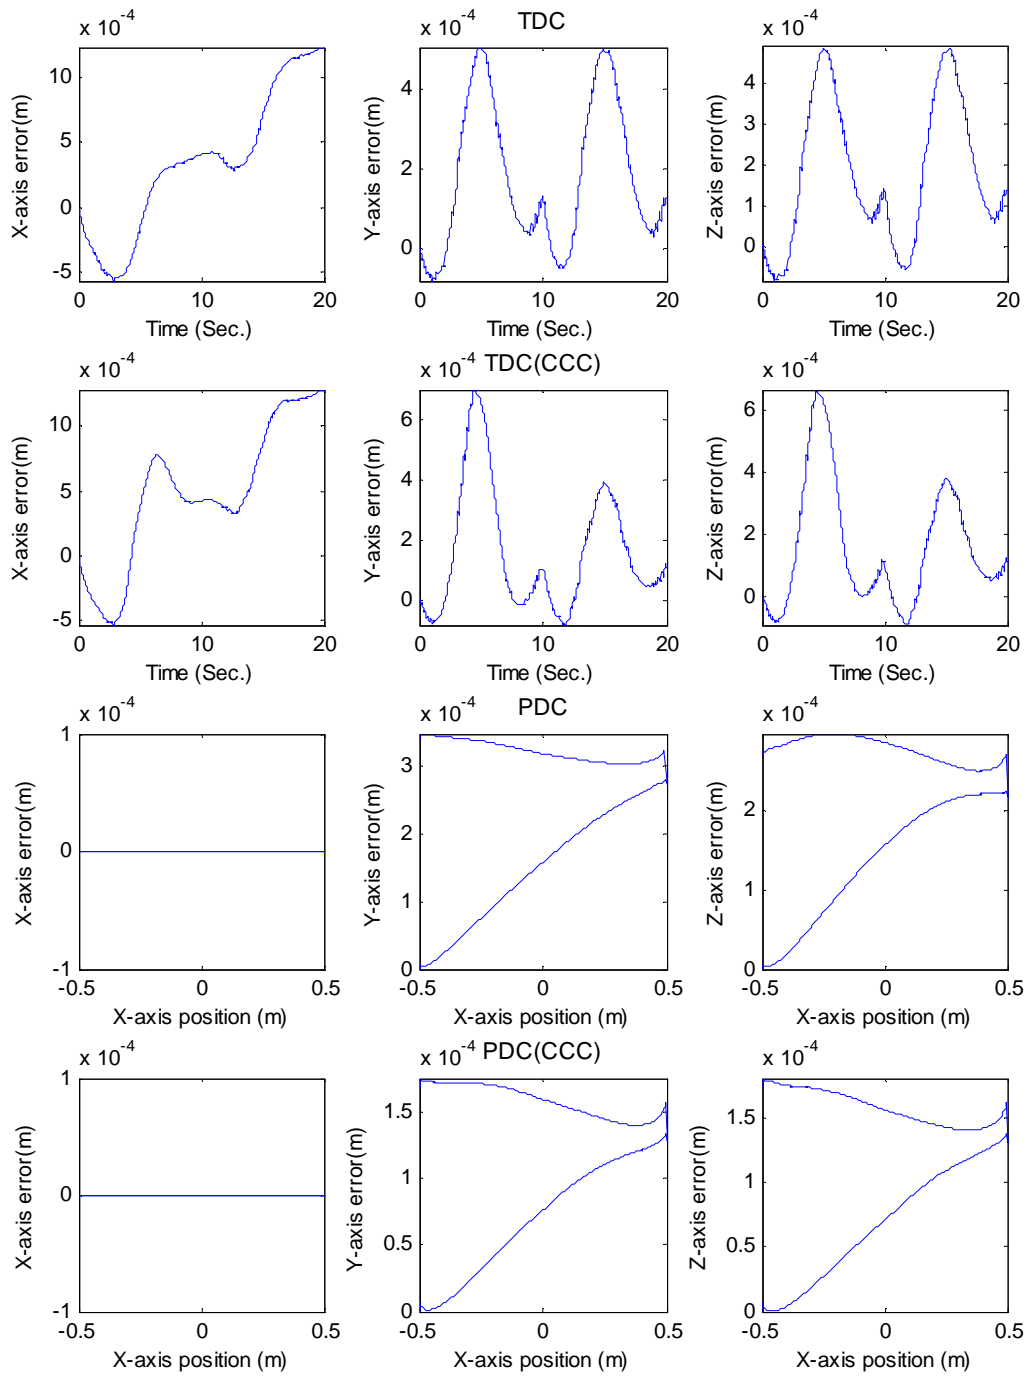 x 10^-4
TDC
x 10^-4
x 10^-4
X-axis error(m)
10
5
0
-5
0 10 20
Time (Sec.)
Y-axis error(m)
4
2
0
0 10 20
Time (Sec.)
Z-axis error(m)
4
3
2
1
0
0 10 20
Time (Sec.)
x 10^-4
TDC(CCC)
x 10^-4
x 10^-4
X-axis error(m)
10
5
0
-5
0 10 20
Time (Sec.)
Y-axis error(m)
6
4
2
0
0 10 20
Time (Sec.)
Z-axis error(m)
6
4
2
0
0 10 20
Time (Sec.)
x 10^-4
PDC
x 10^-4
x 10^-4
X-axis error(m)
1
0
-1
-0.5 0 0.5
X-axis position (m)
Y-axis error(m)
3
2
1
0
-0.5 0 0.5
X-axis position (m)
Z-axis error(m)
2
1
0
-0.5 0 0.5
X-axis position (m)
x 10^-4
PDC(CCC)
x 10^-4
x 10^-4
X-axis error(m)
1
0
-1
-0.5 0 0.5
X-axis position (m)
Y-axis error(m)
1.5
1
0.5
0
-0.5 0 0.5
X-axis position (m)
Z-axis error(m)
1.5
1
0.5
0
-0.5 0 0.5
X-axis position (m)